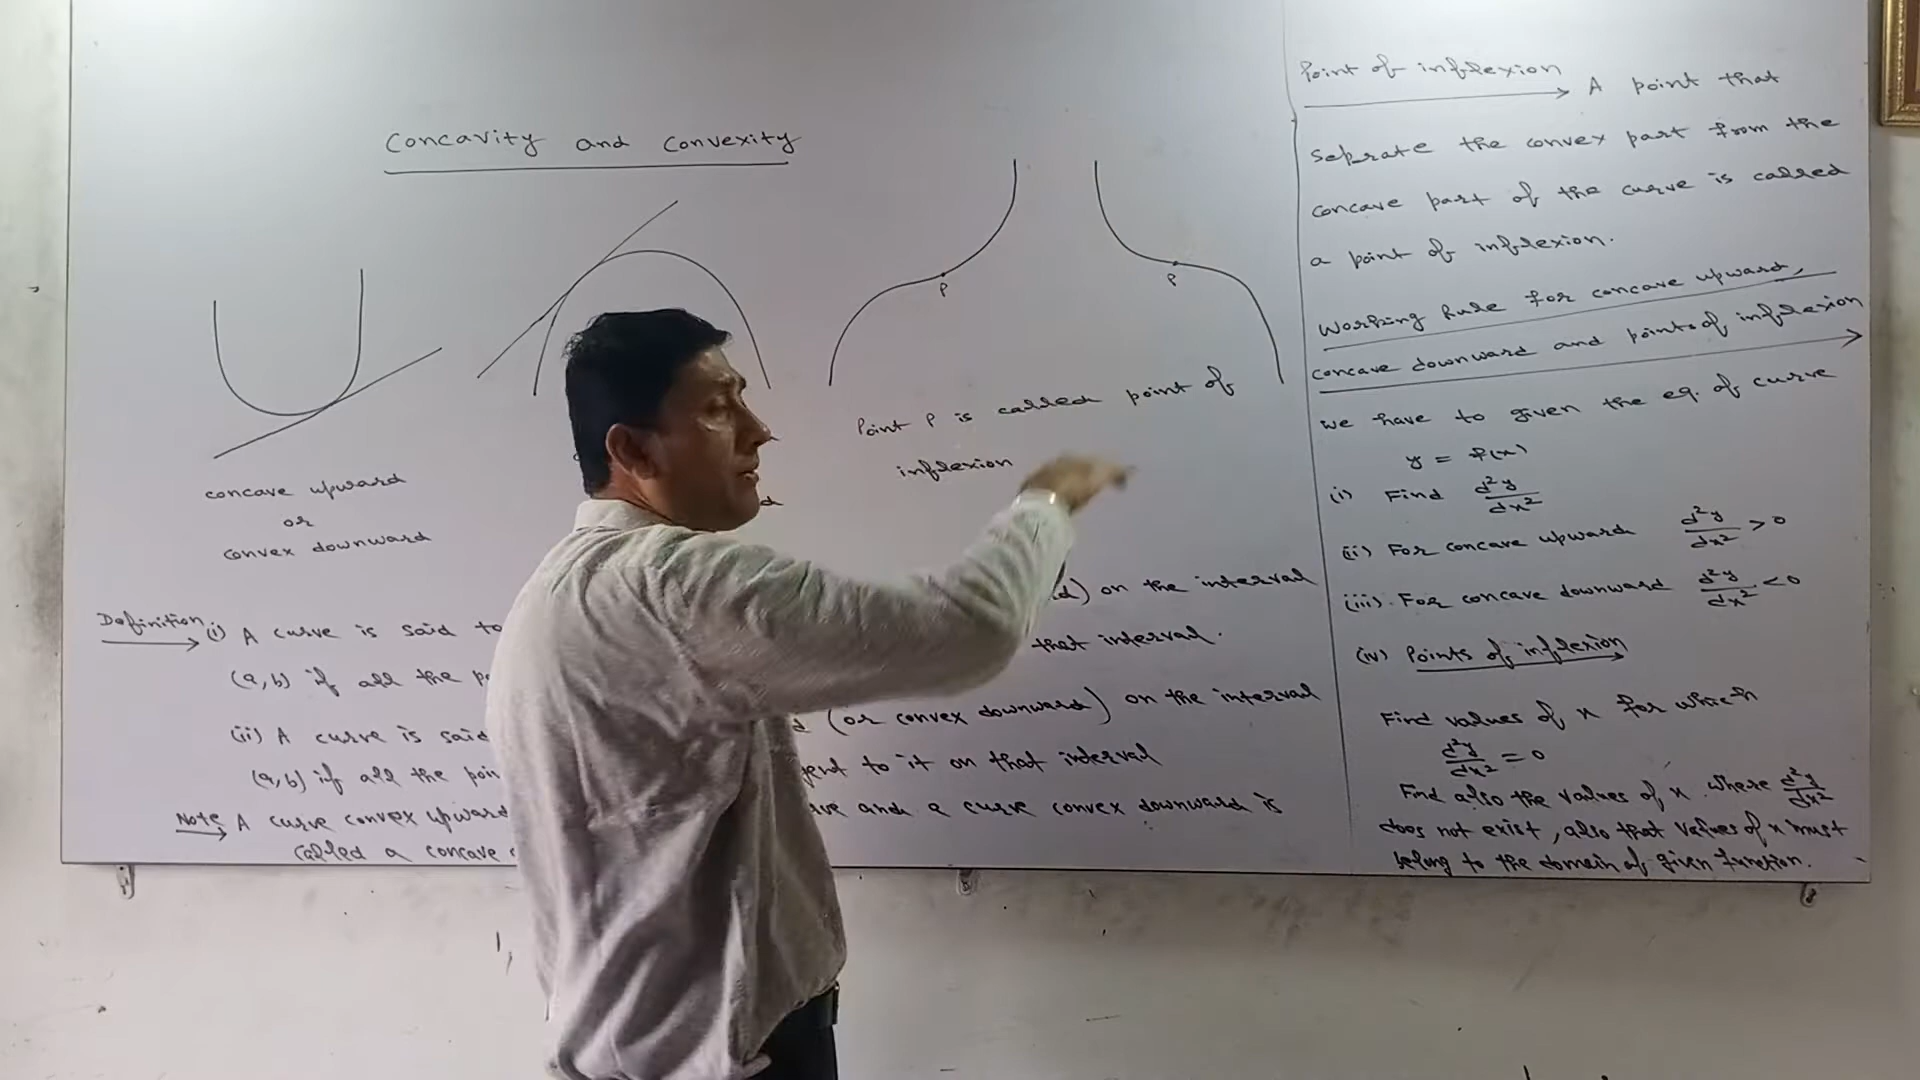 Concavity and Convexity
P
P
Point P is called point of
inflexion
concave upward
or
convex downward
Definition (i) A curve is said to
(a,b) if all the
d) on the interval
that interval.
(ii) A curve is said
(or convex downward) on the interval
(a,b) if all the
to it on that interval
Note A curve convex upward
and a curve convex downward is
called a concave
Point of inflexion → A point that
seprate the convex part from the
concave part of the curve is called
a point of inflexion.
Working Rule for concave upward,
concave downward and points of inflexion
we have to given the eq. of curve
y = f(x)
(i) Find d²y/dx²
(ii) For concave upward d²y/dx² > 0
(iii). For concave downward d²y/dx² < 0
(iv) Points of inflexion
Find values of x for which
d²y/dx² = 0
Find also the values of x where d²y/dx²
does not exist, also that values of x must
belong to the domain of given function.